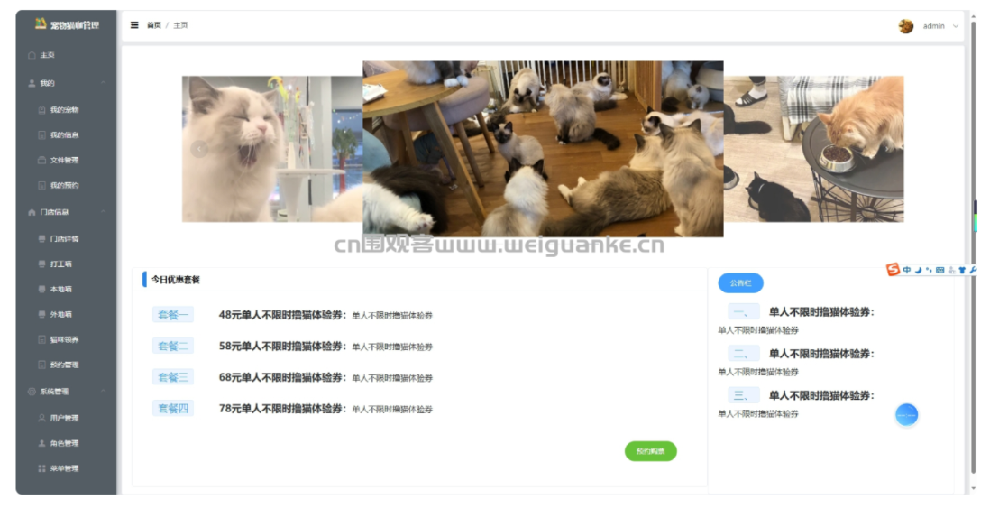 宠物猫咖管理
首页 / 主页
admin
主页
我的
我的宠物
我的信息
文件管理
我的预约
门店信息
门店详情
打工喵
本地喵
外地喵
猫咪领养
预约管理
系统管理
用户管理
角色管理
菜单管理
cn围观客www.weiguanke.cn
今日优惠套餐
套餐一 48元单人不限时撸猫体验券：单人不限时撸猫体验券
套餐二 58元单人不限时撸猫体验券：单人不限时撸猫体验券
套餐三 68元单人不限时撸猫体验券：单人不限时撸猫体验券
套餐四 78元单人不限时撸猫体验券：单人不限时撸猫体验券
预约购票
公告栏
一、 单人不限时撸猫体验券：
单人不限时撸猫体验券
二、 单人不限时撸猫体验券：
单人不限时撸猫体验券
三、 单人不限时撸猫体验券：
单人不限时撸猫体验券
中